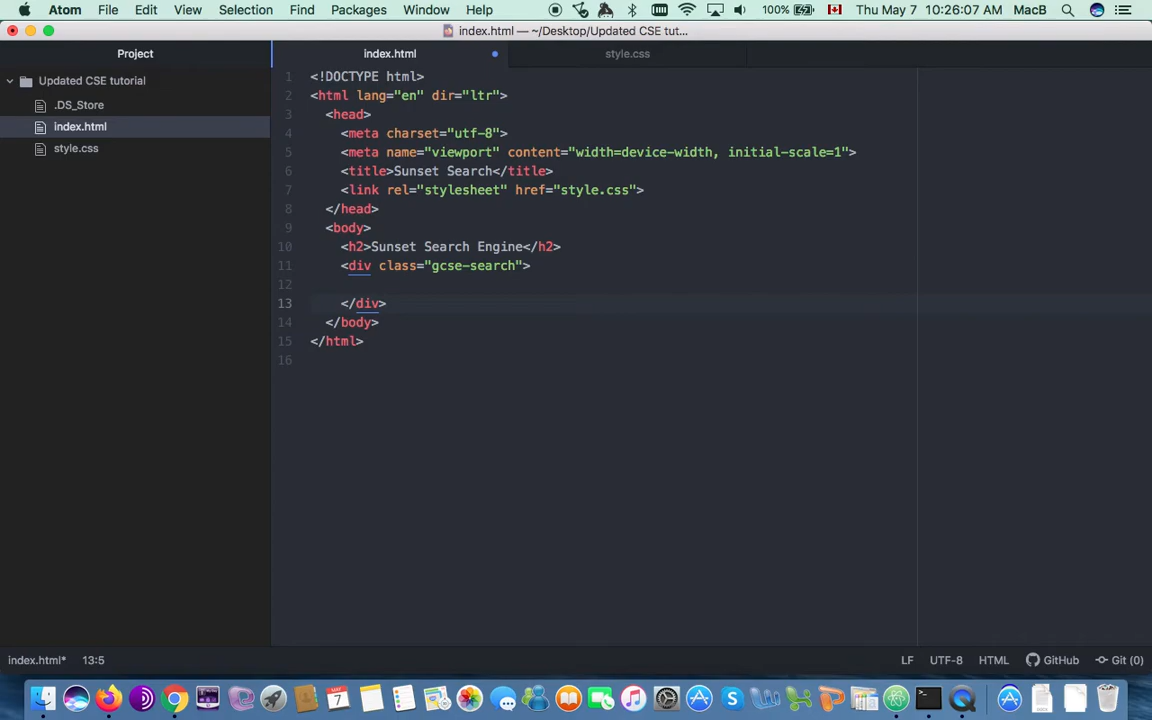 Atom File Edit View Selection Find Packages Window Help 100% Thu May 7 10:26:07 AM MacB
index.html — ~/Desktop/Updated CSE tut...
Project index.html style.css
Updated CSE tutorial
.DS_Store
index.html
style.css
1 <!DOCTYPE html>
2 <html lang="en" dir="ltr">
3 <head>
4 <meta charset="utf-8">
5 <meta name="viewport" content="width=device-width, initial-scale=1">
6 <title>Sunset Search</title>
7 <link rel="stylesheet" href="style.css">
8 </head>
9 <body>
10 <h2>Sunset Search Engine</h2>
11 <div class="gcse-search">
12
13 </div>
14 </body>
15 </html>
16
index.html* 13:5 LF UTF-8 HTML GitHub Git (0)